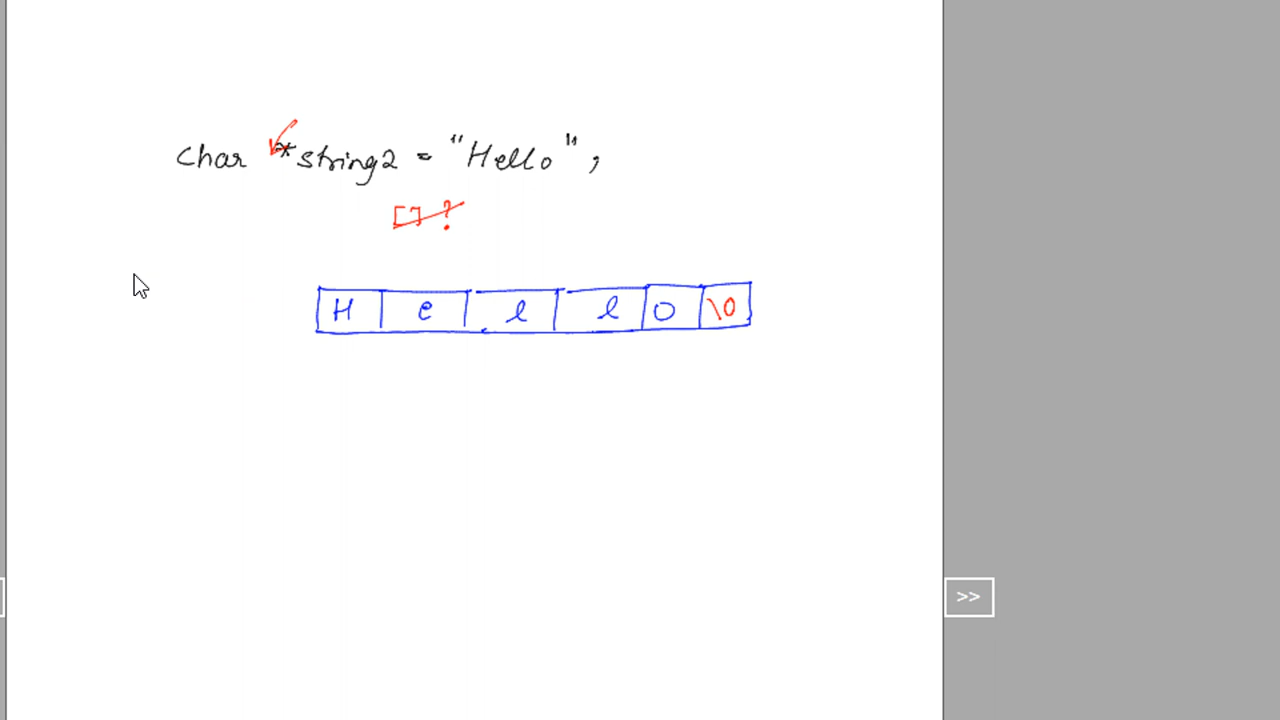 char *string2 = "Hello";
[] ?
H e l l o \0
>>